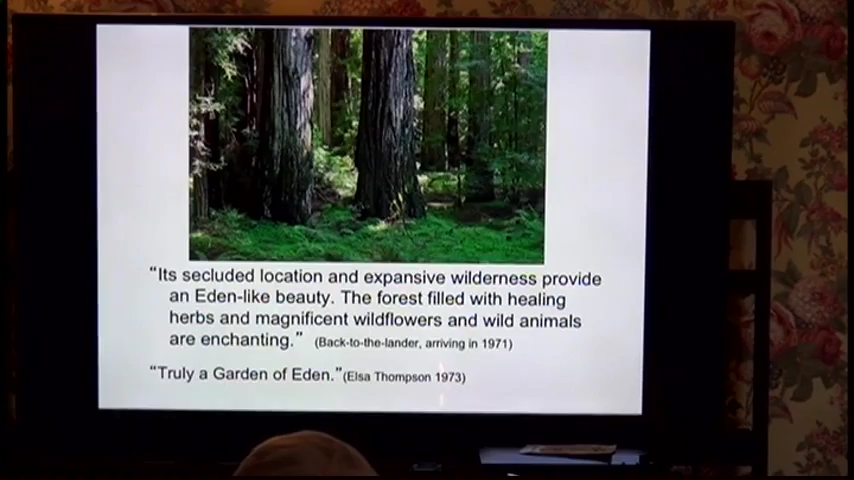 “Its secluded location and expansive wilderness provide
an Eden-like beauty. The forest filled with healing
herbs and magnificent wildflowers and wild animals
are enchanting.” (Back-to-the-lander, arriving in 1971)
“Truly a Garden of Eden.”(Elsa Thompson 1973)